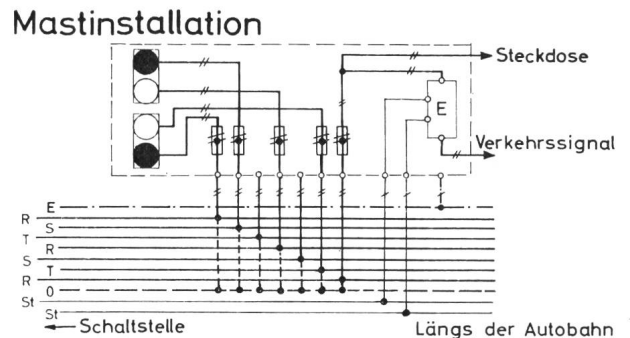 Mastinstallation
Steckdose
E
Verkehrssignal
E
R
S
T
R
S
T
R
0
St
St
Schaltstelle
Längs der Autobahn